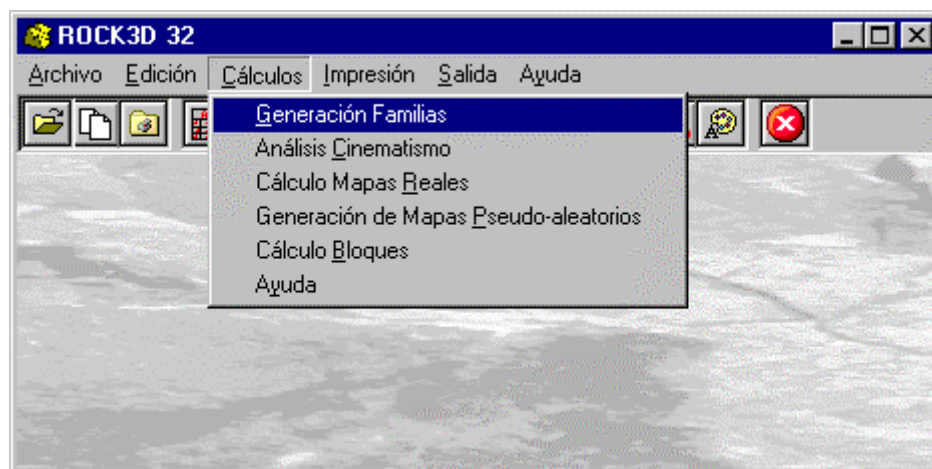 ROCK3D 32
Archivo Edición Cálculos Impresión Salida Ayuda
Generación Familias
Análisis Cinematismo
Cálculo Mapas Reales
Generación de Mapas Pseudo-aleatorios
Cálculo Bloques
Ayuda